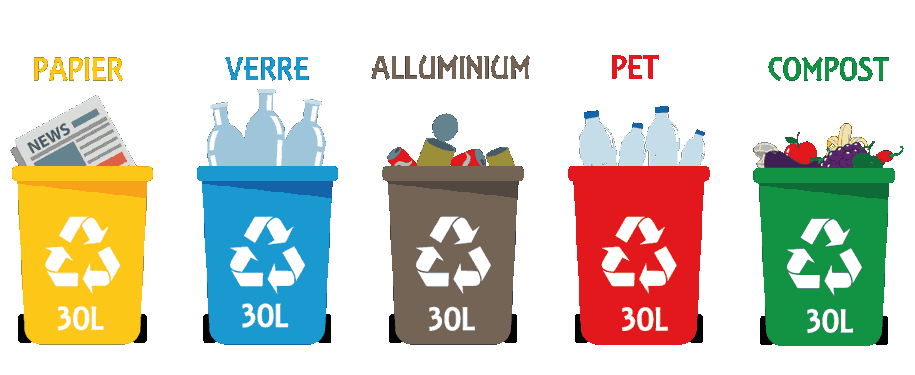 PAPIER
VERRE
ALLUMINIUM
PET
COMPOST
NEWS
30L
30L
30L
30L
30L